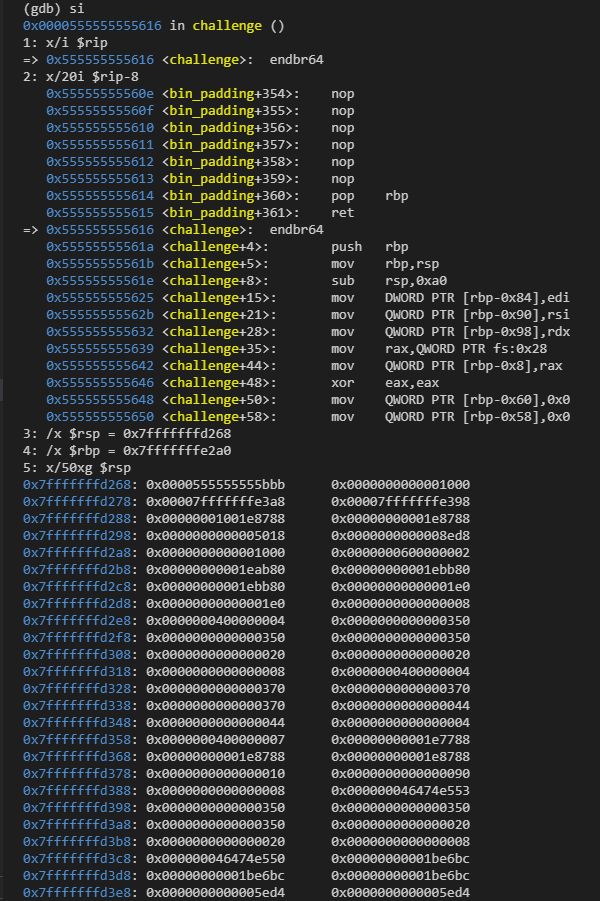 (gdb) si
0x0000555555555616 in challenge ()
1: x/i $rip
=> 0x555555555616 <challenge>:  endbr64
2: x/20i $rip-8
   0x55555555560e <bin_padding+354>:    nop
   0x55555555560f <bin_padding+355>:    nop
   0x555555555610 <bin_padding+356>:    nop
   0x555555555611 <bin_padding+357>:    nop
   0x555555555612 <bin_padding+358>:    nop
   0x555555555613 <bin_padding+359>:    nop
   0x555555555614 <bin_padding+360>:    pop    rbp
   0x555555555615 <bin_padding+361>:    ret
=> 0x555555555616 <challenge>:  endbr64
   0x55555555561a <challenge+4>:        push   rbp
   0x55555555561b <challenge+5>:        mov    rbp,rsp
   0x55555555561e <challenge+8>:        sub    rsp,0xa0
   0x555555555625 <challenge+15>:       mov    DWORD PTR [rbp-0x84],edi
   0x55555555562b <challenge+21>:       mov    QWORD PTR [rbp-0x90],rsi
   0x555555555632 <challenge+28>:       mov    QWORD PTR [rbp-0x98],rdx
   0x555555555639 <challenge+35>:       mov    rax,QWORD PTR fs:0x28
   0x555555555642 <challenge+44>:       mov    QWORD PTR [rbp-0x8],rax
   0x555555555646 <challenge+48>:       xor    eax,eax
   0x555555555648 <challenge+50>:       mov    QWORD PTR [rbp-0x60],0x0
   0x555555555650 <challenge+58>:       mov    QWORD PTR [rbp-0x58],0x0
3: /x $rsp = 0x7fffffffd268
4: /x $rbp = 0x7fffffffe2a0
5: x/50xg $rsp
0x7fffffffd268: 0x0000555555555bbb      0x0000000000001000
0x7fffffffd278: 0x00007fffffffe3a8      0x00007fffffffe398
0x7fffffffd288: 0x00000001001e8788      0x00000000001e8788
0x7fffffffd298: 0x0000000000005018      0x0000000000008ed8
0x7fffffffd2a8: 0x0000000000001000      0x0000000600000002
0x7fffffffd2b8: 0x00000000001eab80      0x00000000001ebb80
0x7fffffffd2c8: 0x00000000001ebb80      0x00000000000001e0
0x7fffffffd2d8: 0x00000000000001e0      0x0000000000000008
0x7fffffffd2e8: 0x0000000400000004      0x0000000000000350
0x7fffffffd2f8: 0x0000000000000350      0x0000000000000350
0x7fffffffd308: 0x0000000000000020      0x0000000000000020
0x7fffffffd318: 0x0000000000000008      0x0000000400000004
0x7fffffffd328: 0x0000000000000370      0x0000000000000370
0x7fffffffd338: 0x0000000000000370      0x0000000000000044
0x7fffffffd348: 0x0000000000000044      0x0000000000000004
0x7fffffffd358: 0x0000000400000007      0x00000000001e7788
0x7fffffffd368: 0x00000000001e8788      0x00000000001e8788
0x7fffffffd378: 0x0000000000000010      0x0000000000000090
0x7fffffffd388: 0x0000000000000008      0x000000046474e553
0x7fffffffd398: 0x0000000000000350      0x0000000000000350
0x7fffffffd3a8: 0x0000000000000350      0x0000000000000020
0x7fffffffd3b8: 0x0000000000000020      0x0000000000000008
0x7fffffffd3c8: 0x000000046474e550      0x00000000001be6bc
0x7fffffffd3d8: 0x00000000001be6bc      0x00000000001be6bc
0x7fffffffd3e8: 0x0000000000005ed4      0x0000000000005ed4